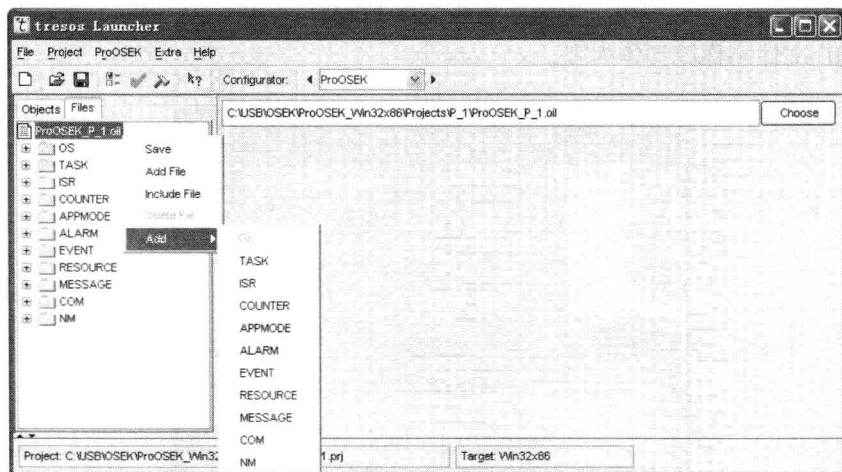 tresos Launcher
File Project ProOSEK Extra Help
Configurator: ProOSEK
Objects Files
C:\USB\OSEK\ProOSEK_Win32x86\Projects\P_1\ProOSEK_P_1.oil Choose
ProOSEK_P_1.oil
OS
TASK
ISR
COUNTER
APPMODE
ALARM
EVENT
RESOURCE
MESSAGE
COM
NM
Save
Add File
Include File
Delete File
Add
OS
TASK
ISR
COUNTER
APPMODE
ALARM
EVENT
RESOURCE
MESSAGE
COM
NM
Project: C:\USB\OSEK\ProOSEK_Win32 1.prj Target: Win32x86